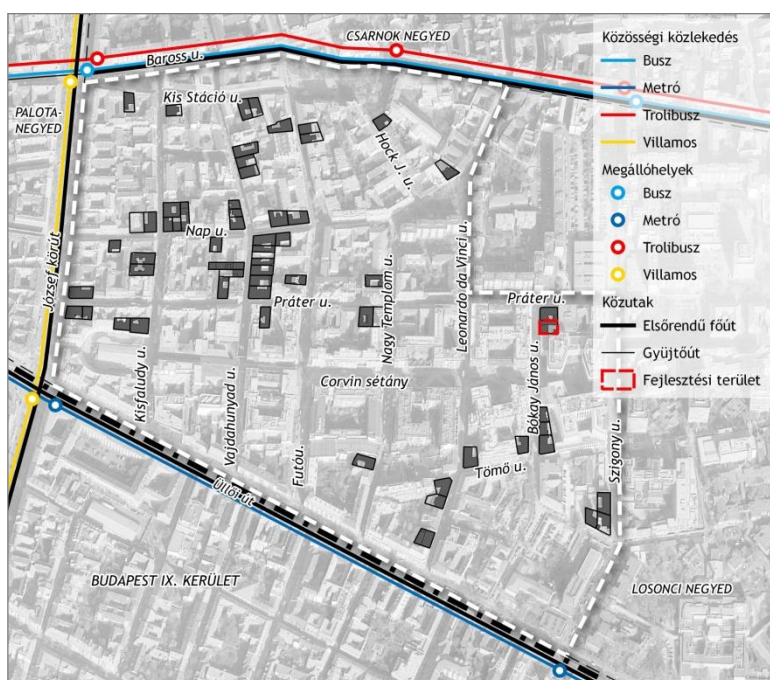 CSARNOK NEGYED
Baross u.
PALOTA-
NEGYED
Kis Stáció u.
Hock J. u.
Nap u.
József körút
Leonardo da Vinci u.
Nagy Templom u.
Práter u.
Práter u.
Corvin sétány
Kisfaludy u.
Vajdahunyad u.
Futóu.
Bókay János u.
Tömő u.
Szigony u.
Üllői út
BUDAPEST IX. KERÜLET
LOSONCI NEGYED
Közösségi közlekedés
Busz
Metró
Trolibusz
Villamos
Megállóhelyek
Busz
Metró
Trolibusz
Villamos
Közutak
Elsőrendű főút
Gyüjtőút
Fejlesztési terület